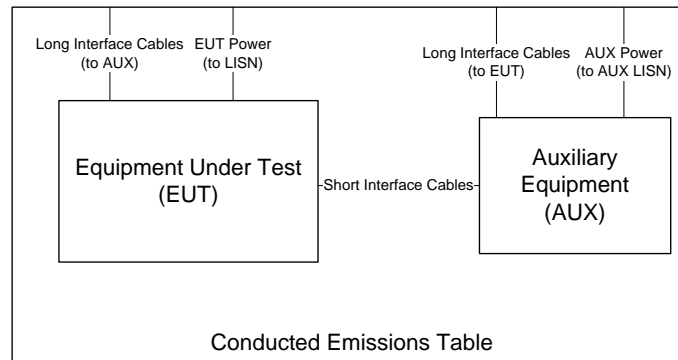 Long Interface Cables
(to AUX)
EUT Power
(to LISN)
Long Interface Cables
(to EUT)
AUX Power
(to AUX LISN)
Equipment Under Test
(EUT)
Short Interface Cables
Auxiliary
Equipment
(AUX)
Conducted Emissions Table